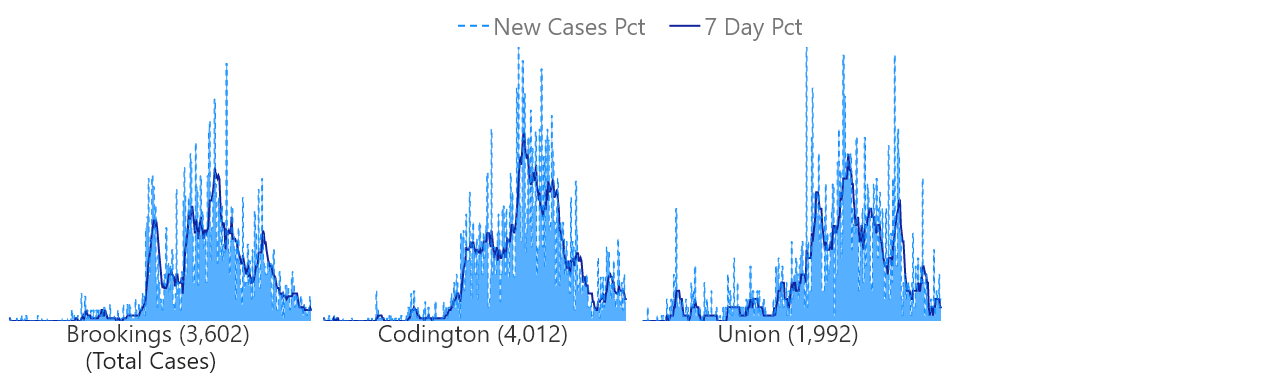 New Cases Pct 7 Day Pct
Brookings (3,602) Codington (4,012) Union (1,992)
(Total Cases)